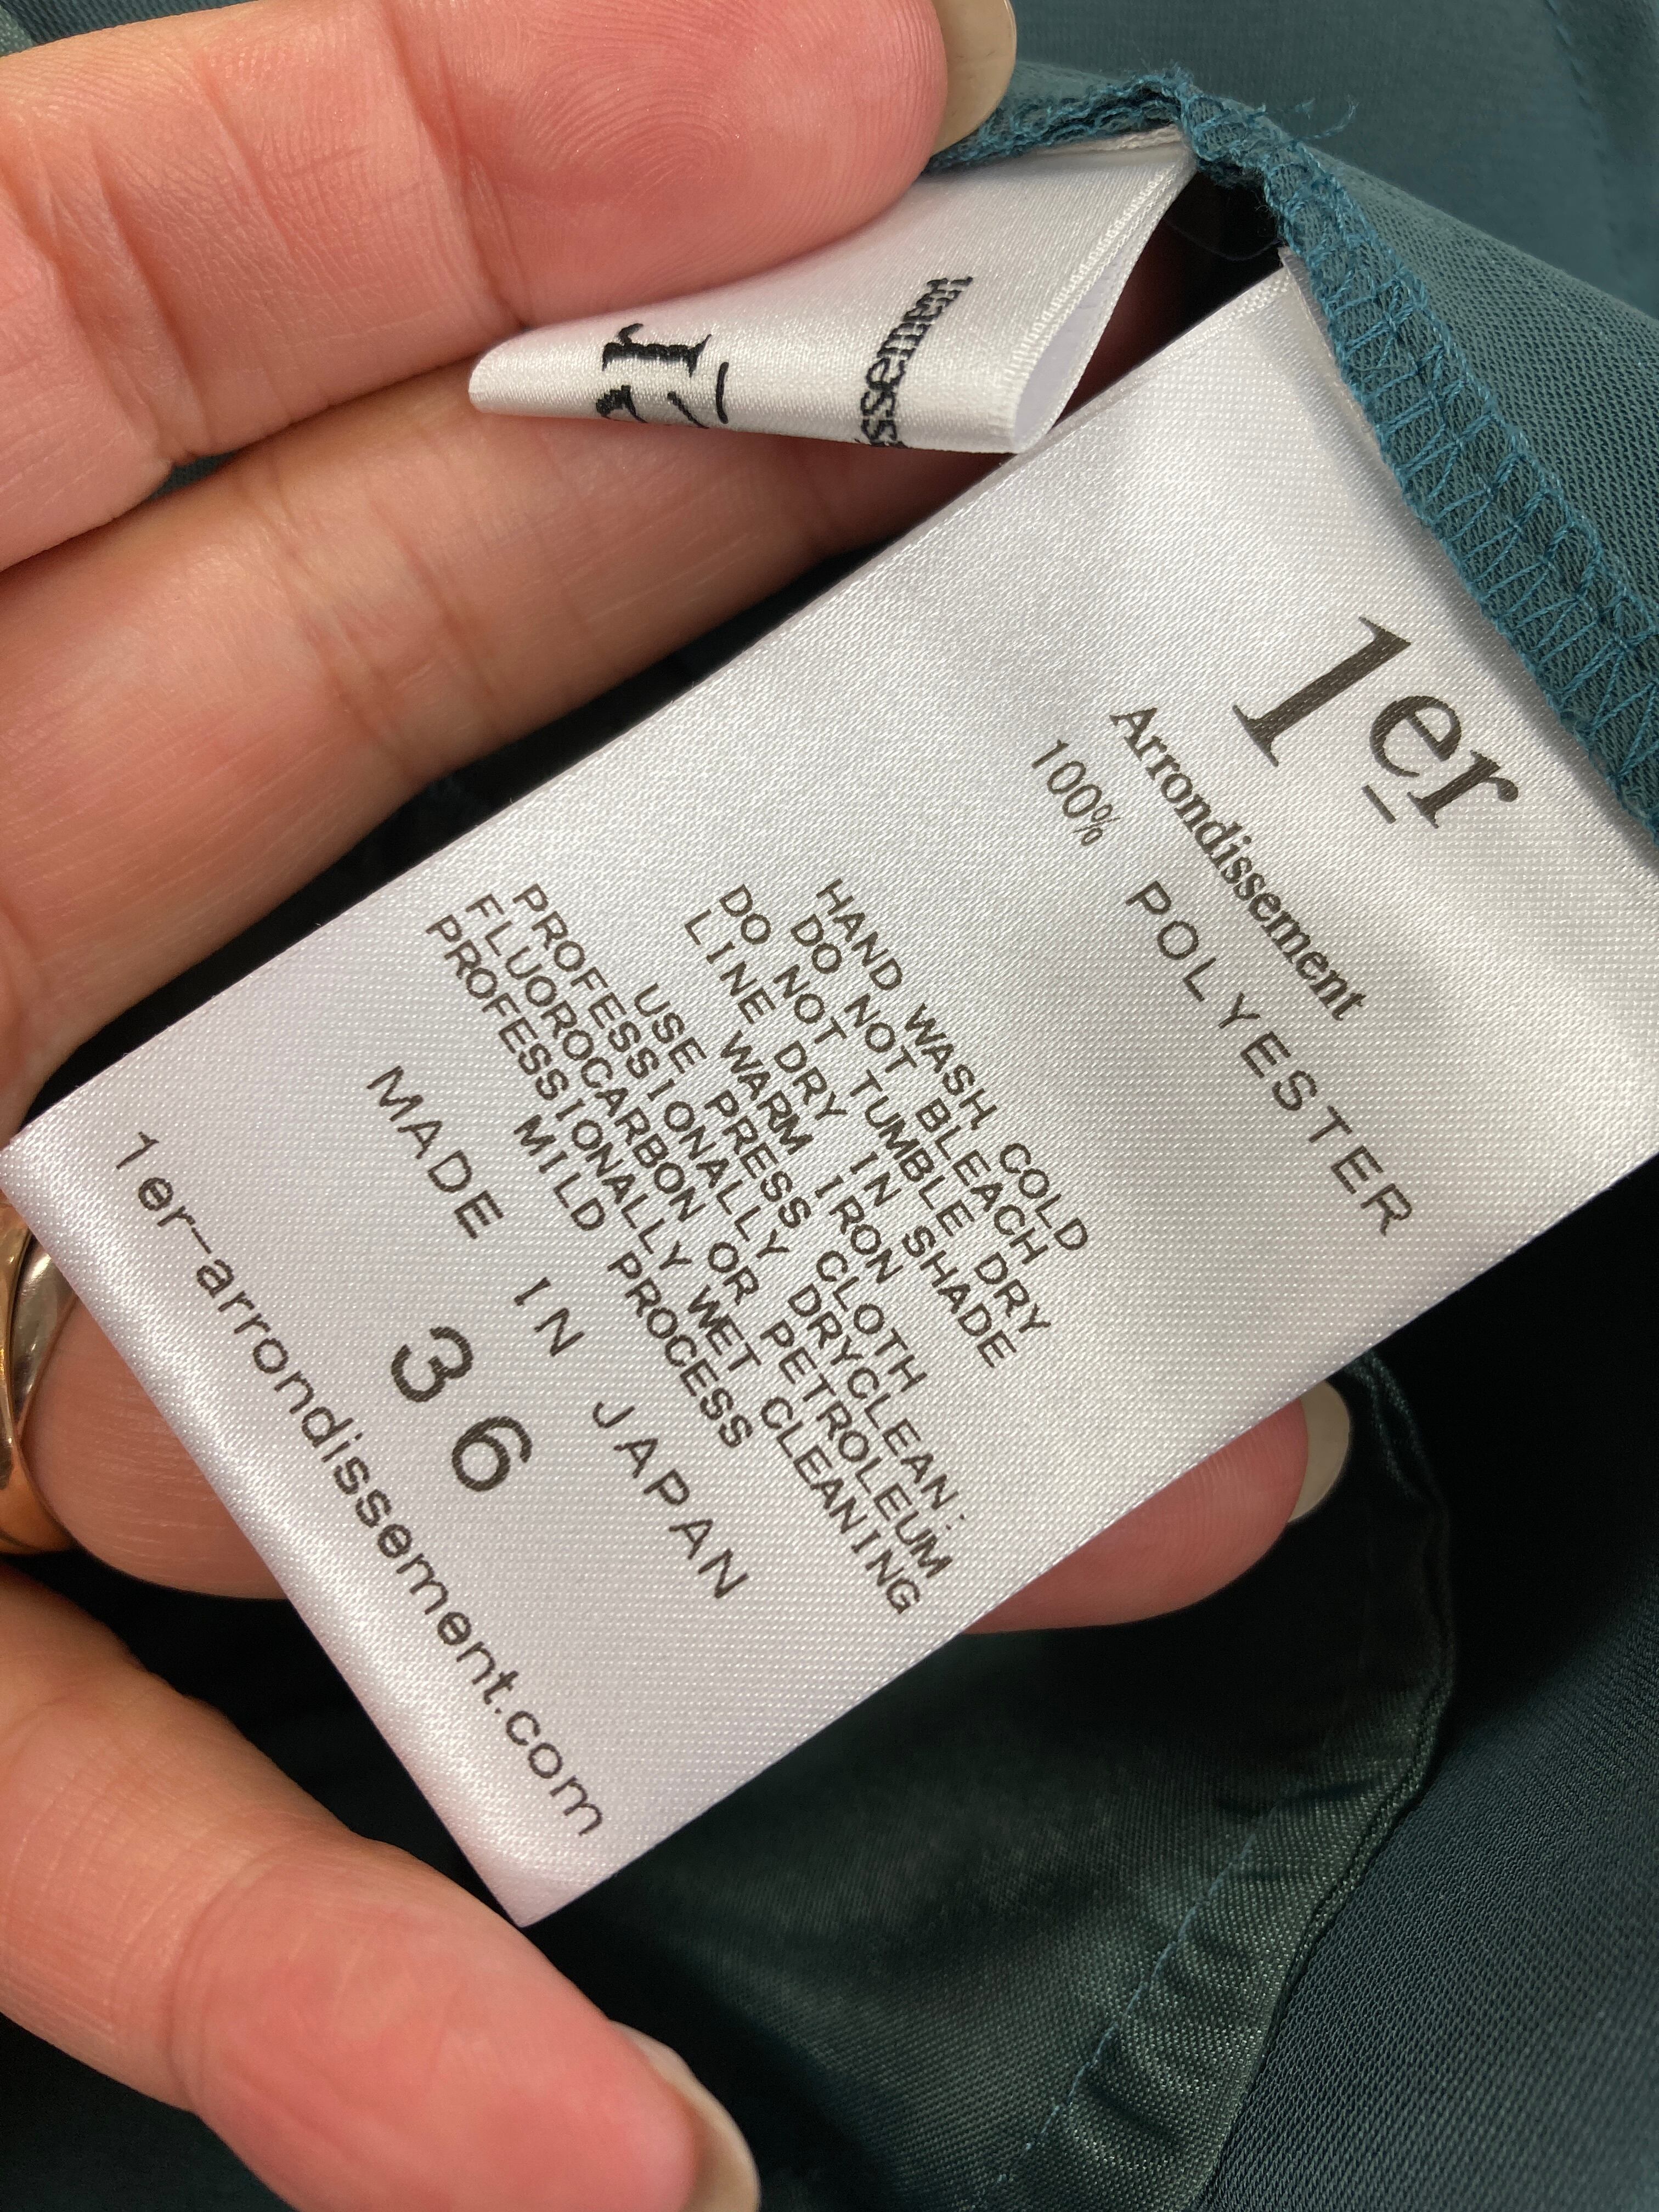 er
ssement
1er
Arrondissement
100% POLYESTER
HAND WASH, COLD
DO NOT BLEACH
DO NOT TUMBLE DRY
LINE DRY IN SHADE
WARM IRON
USE PRESS CLOTH
PROFESSIONALLY DRYCLEAN:
FLUOROCARBON OR PETROLEUM
PROFESSIONALLY WET CLEANING
MILD PROCESS
MADE IN JAPAN
36
1er-arrondissement.com